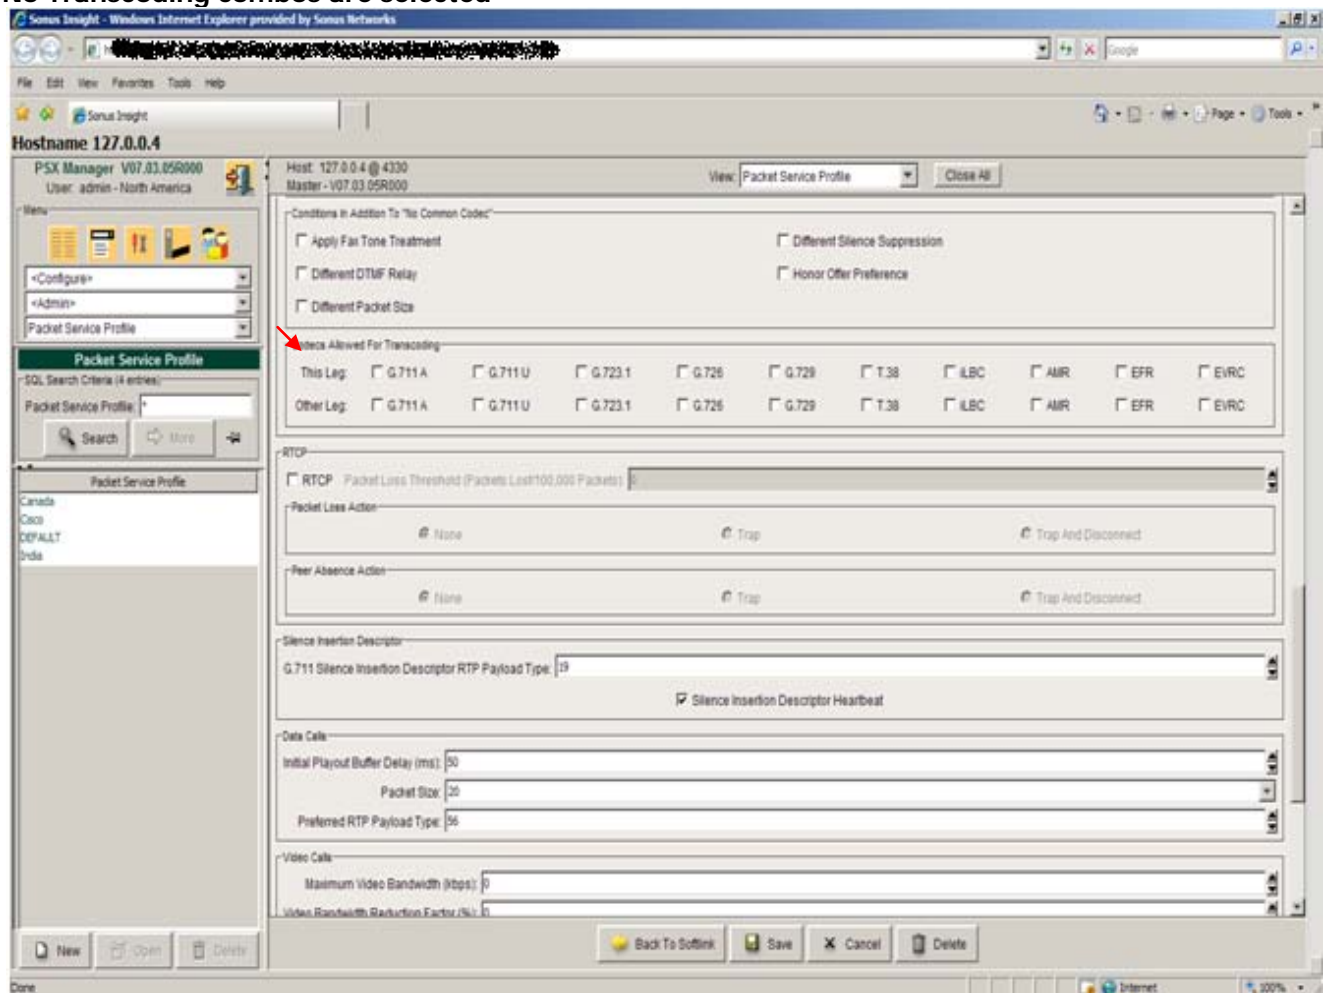 No Transcoding combos are selected
Sonus Insight - Windows Internet Explorer provided by Sonus Networks
Google
File Edit View Favorites Tools Help
Sonus Insight
Page Tools
Hostname 127.0.0.4
PSX Manager V07.03.05R000
User: admin - North America
Host: 127.0.0.4 @ 4330
Master - V07.03.05R000
View: Packet Service Profile
Close All
Menu
<Configure>
<Admin>
Packet Service Profile
Packet Service Profile
SQL Search Criteria (4 entries)
Packet Service Profile: *
Search More
Packet Service Profile
Canada
Cisco
DEFAULT
India
New Open Delete
Conditions In Addition To "No Common Codec"
Apply Fax Tone Treatment Different Silence Suppression
Different DTMF Relay Honor Offer Preference
Different Packet Size
Codecs Allowed For Transcoding
This Leg: G.711 A G.711 U G.723.1 G.726 G.729 T.38 iLBC AMR EFR EVRC
Other Leg: G.711 A G.711 U G.723.1 G.726 G.729 T.38 iLBC AMR EFR EVRC
RTCP
RTCP Packet Loss Threshold (Packets Lost/100,000 Packets): 0
Packet Loss Action
None Trap Trap And Disconnect
Peer Absence Action
None Trap Trap And Disconnect
Silence Insertion Descriptor
G.711 Silence Insertion Descriptor RTP Payload Type: 19
Silence Insertion Descriptor Heartbeat
Data Calls
Initial Playout Buffer Delay (ms): 50
Packet Size: 20
Preferred RTP Payload Type: 56
Video Calls
Maximum Video Bandwidth (kbps): 0
Video Bandwidth Reduction Factor (%): 0
Back To Softlink Save Cancel Delete
Done
Internet
100%